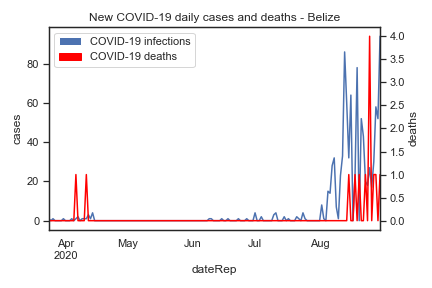 New COVID-19 daily cases and deaths - Belize
COVID-19 infections
COVID-19 deaths
cases
80
60
40
20
0
4.0
3.5
3.0
2.5
2.0
1.5
1.0
0.5
0.0
deaths
Apr
2020
May
Jun
Jul
Aug
dateRep